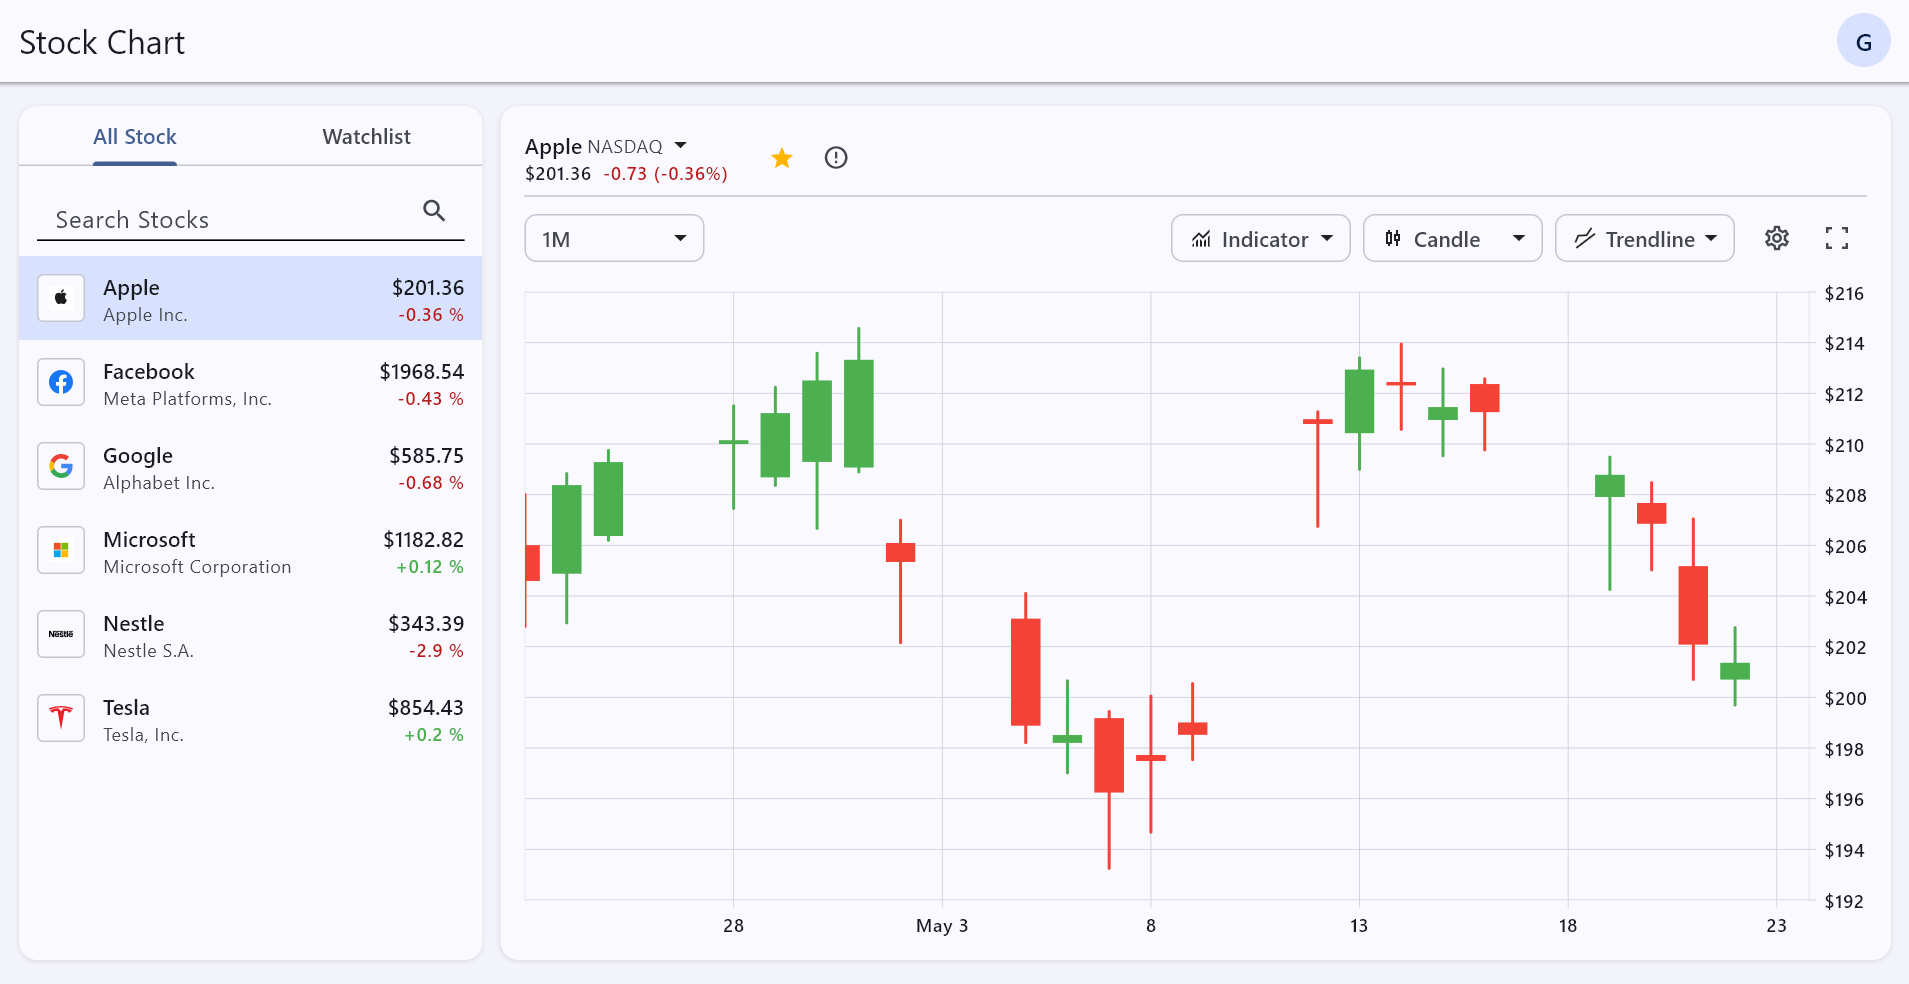 Stock Chart
G
All Stock
Watchlist
Search Stocks
Apple
$201.36
Apple Inc.
-0.36 %
Facebook
$1968.54
Meta Platforms, Inc.
-0.43 %
Google
$585.75
Alphabet Inc.
-0.68 %
Microsoft
$1182.82
Microsoft Corporation
+0.12 %
Nestle
Nestle
$343.39
Nestle S.A.
-2.9 %
Tesla
$854.43
Tesla, Inc.
+0.2 %
Apple NASDAQ
$201.36 -0.73 (-0.36%)
1M
Indicator
Candle
Trendline
$216
$214
$212
$210
$208
$206
$204
$202
$200
$198
$196
$194
$192
28
May 3
8
13
18
23